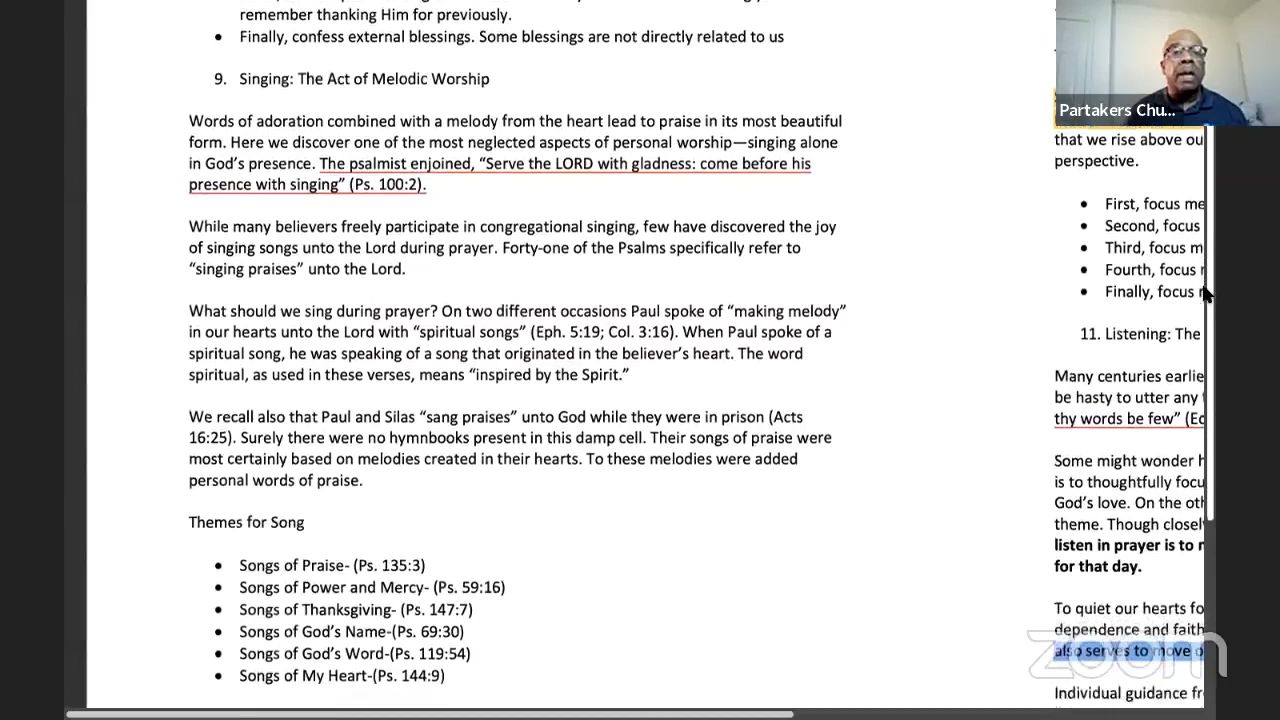 remember thanking Him for previously.
• Finally, confess external blessings. Some blessings are not directly related to us
9. Singing: The Act of Melodic Worship
Words of adoration combined with a melody from the heart lead to praise in its most beautiful
form. Here we discover one of the most neglected aspects of personal worship—singing alone
in God’s presence. The psalmist enjoined, “Serve the LORD with gladness: come before his
presence with singing” (Ps. 100:2).
While many believers freely participate in congregational singing, few have discovered the joy
of singing songs unto the Lord during prayer. Forty-one of the Psalms specifically refer to
“singing praises” unto the Lord.
What should we sing during prayer? On two different occasions Paul spoke of “making melody”
in our hearts unto the Lord with “spiritual songs” (Eph. 5:19; Col. 3:16). When Paul spoke of a
spiritual song, he was speaking of a song that originated in the believer’s heart. The word
spiritual, as used in these verses, means “inspired by the Spirit.”
We recall also that Paul and Silas “sang praises” unto God while they were in prison (Acts
16:25). Surely there were no hymnbooks present in this damp cell. Their songs of praise were
most certainly based on melodies created in their hearts. To these melodies were added
personal words of praise.
Themes for Song
• Songs of Praise- (Ps. 135:3)
• Songs of Power and Mercy- (Ps. 59:16)
• Songs of Thanksgiving- (Ps. 147:7)
• Songs of God’s Name-(Ps. 69:30)
• Songs of God’s Word-(Ps. 119:54)
• Songs of My Heart-(Ps. 144:9)
Partakers Chu...
that we rise above ou
perspective.
• First, focus me
• Second, focus
• Third, focus m
• Fourth, focus
• Finally, focus
11. Listening: The
Many centuries earlie
be hasty to utter any
thy words be few” (Ec
Some might wonder h
is to thoughtfully focu
God’s love. On the oth
theme. Though closel
listen in prayer is to
for that day.
To quiet our hearts fo
dependence and faith
also serves to move o
Individual guidance fr
zoom